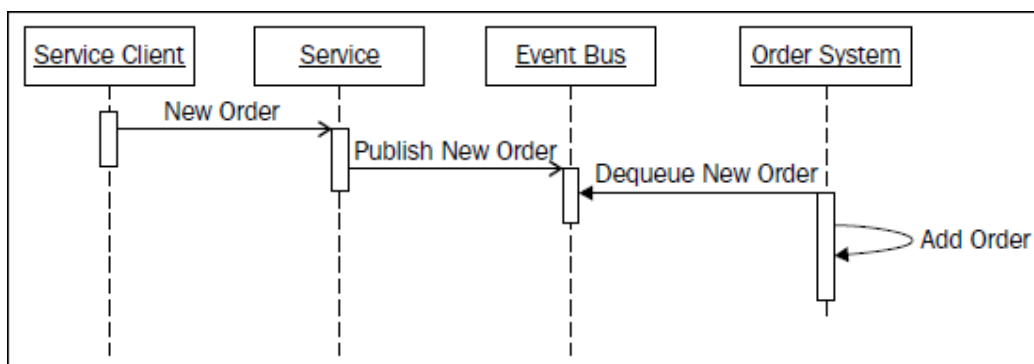 Service Client
Service
Event Bus
Order System
New Order
Publish New Order
Dequeue New Order
Add Order